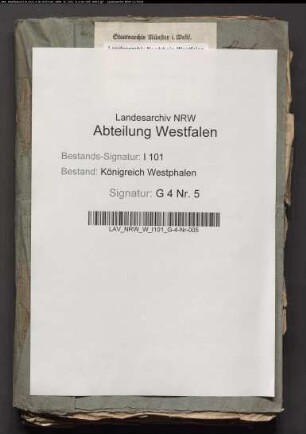 Staatsarchiv Münster i. Westf.
Landesarchiv NRW
Abteilung Westfalen
Bestands-Signatur: I 101
Bestand: Königreich Westphalen
Signatur: G 4 Nr. 5
LAV_NRW_W_I101_G-4-Nr-005